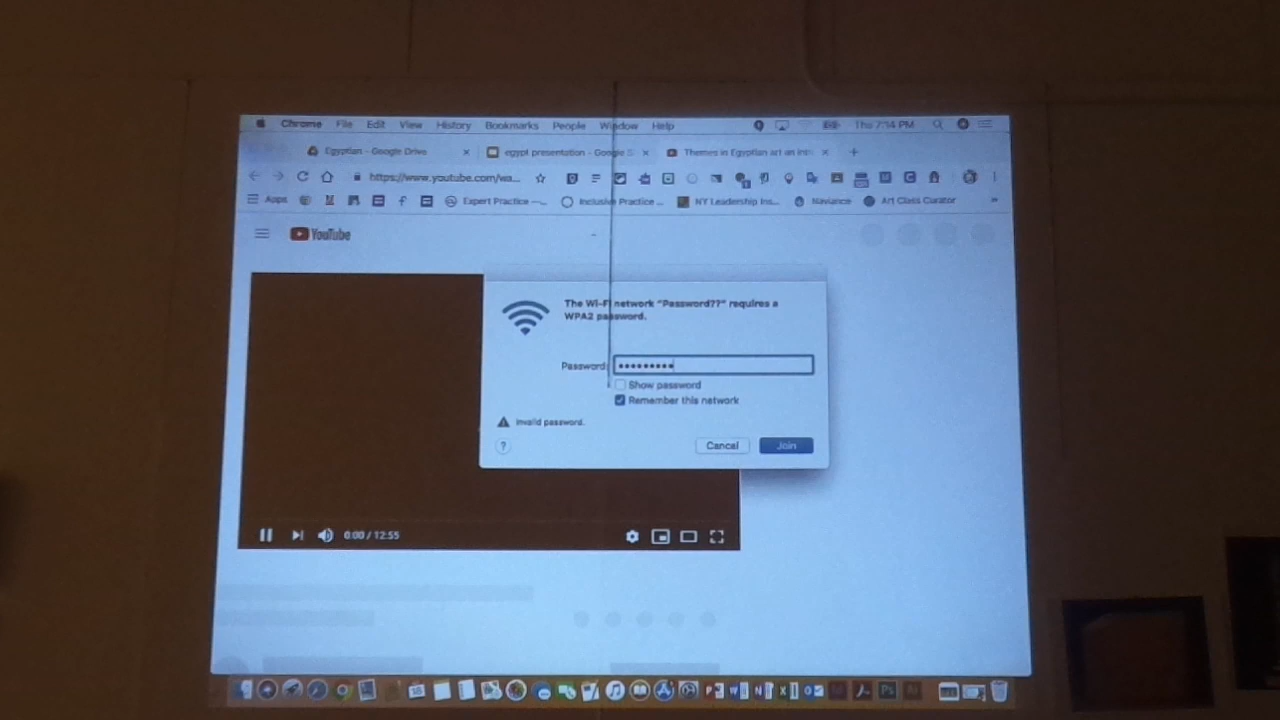 Chrome File Edit View History Bookmarks People Window Help Thu 7:14 PM
Egyptian - Google Drive egypt presentation - Google S Themes in Egyptian art an intr
https://www.youtube.com/wa...
Apps Expert Practice —... Inclusive Practice ... NY Leadership Ins... Naviance Art Class Curator »
YouTube
The Wi-Fi network "Password??" requires a
WPA2 password.
Password:
Show password
Remember this network
Invalid password.
? Cancel Join
0:00 / 12:55